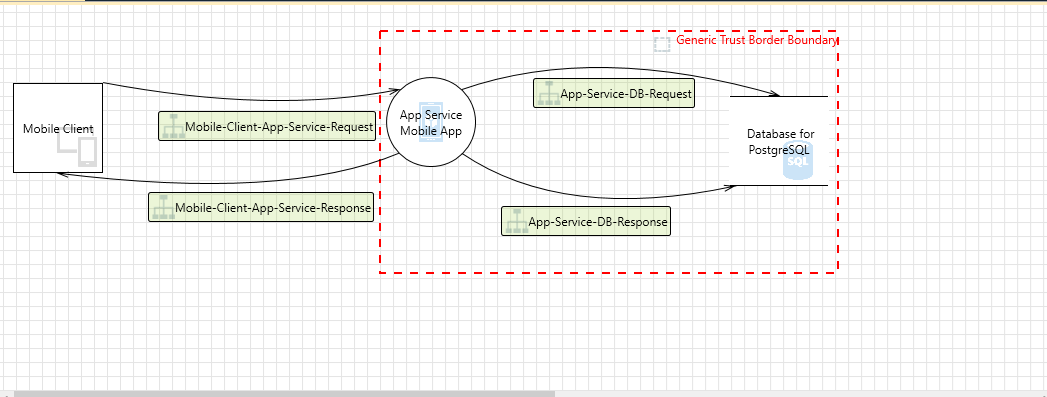 Generic Trust Border Boundary
Mobile Client
Mobile-Client-App-Service-Request
Mobile-Client-App-Service-Response
App Service
Mobile App
App-Service-DB-Request
App-Service-DB-Response
Database for
PostgreSQL
SQL